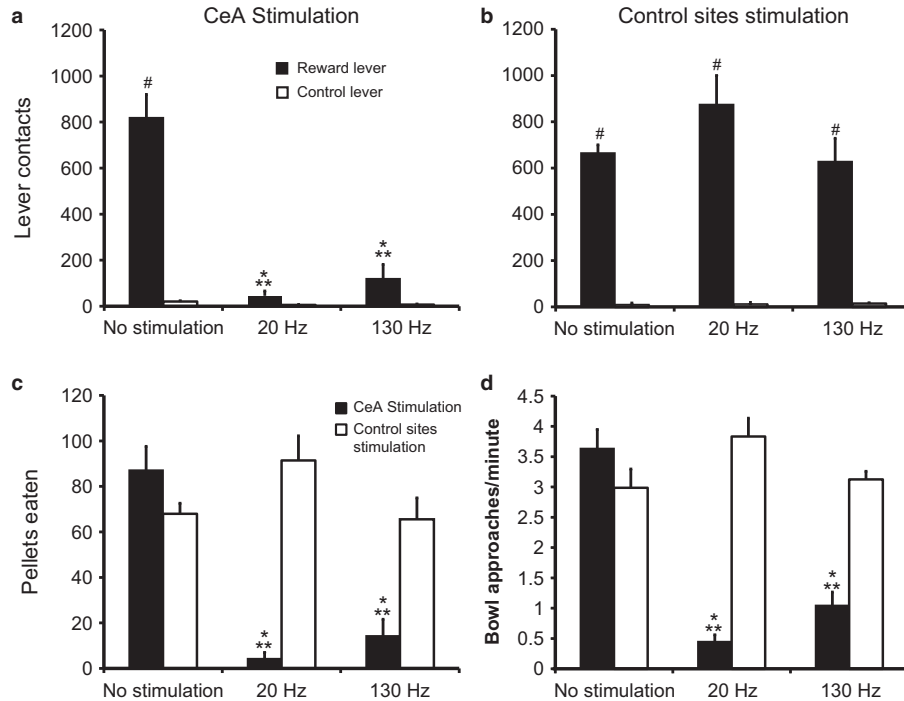 a CeA Stimulation
1200
1000
800
600
400
200
0
Lever contacts
#
*
**
*
**
Reward lever
Control lever
No stimulation 20 Hz 130 Hz
b Control sites stimulation
1200
1000
800
600
400
200
0
#
#
#
No stimulation 20 Hz 130 Hz
c
120
100
80
60
40
20
0
Pellets eaten
CeA Stimulation
Control sites
stimulation
*
**
*
**
No stimulation 20 Hz 130 Hz
d
4.5
4
3.5
3
2.5
2
1.5
1
0.5
0
Bowl approaches/minute
*
**
*
**
No stimulation 20 Hz 130 Hz